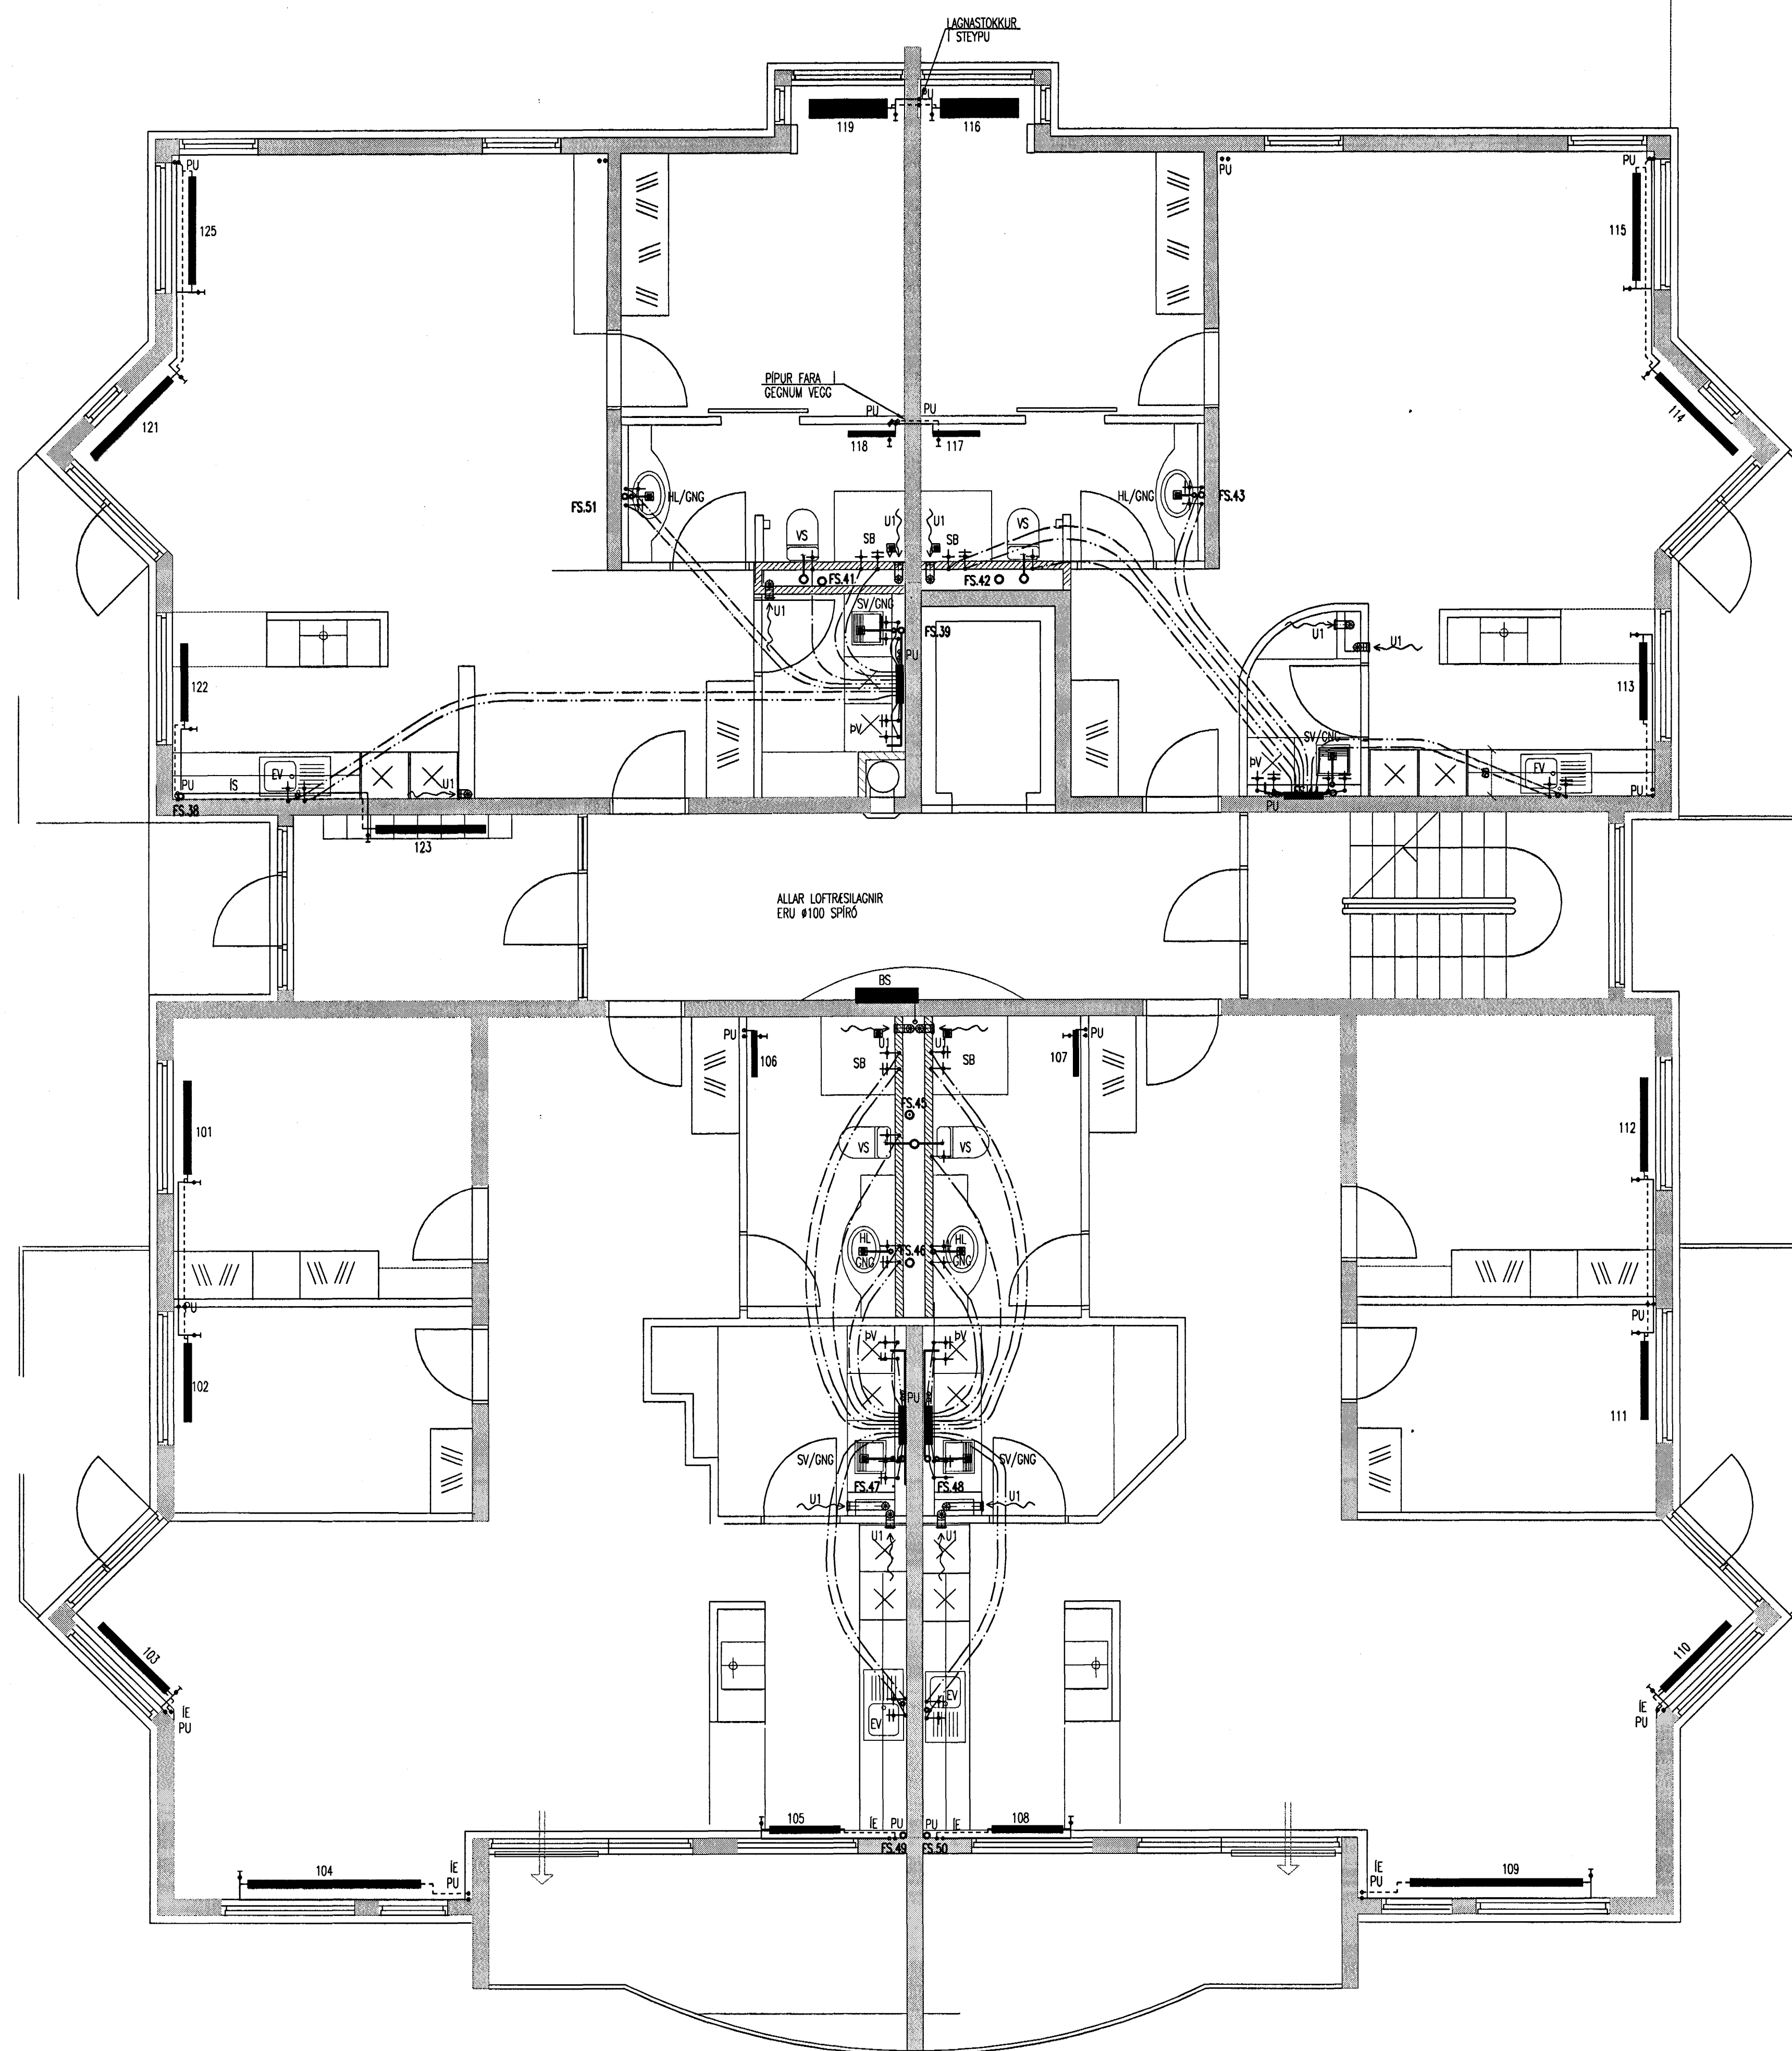 LAGNASTOKKUR
Í STEYPU
PU
119
116
PU
PU
PU
125
115
PÍPUR FARA Í
GEGNUM VEGG
PU
PU
121
114
118
117
FS.51
HL/GNG
HL/GNG
FS.43
VS
U1
U1
VS
SB
SB
FS.41
FS.42
U1
SV/GNG
FS.39
U1
U1
PU
122
113
SV/GNG
ÞV
ÞV
EV
EV
PU
ÍS
U1
PU
FS.38
PU
123
ALLAR LOFTRÆSILAGNIR
ERU Ø100 SPÍRÓ
BS
PU
106
U1
U1
107
PU
SB
SB
FS.45
101
112
VS
VS
HL
GNG
FS.46
HL
GNG
PU
PU
ÞV
ÞV
102
111
PU
SV/GNG
SV/GNG
FS.47
FS.48
U1
U1
U1
U1
103
110
ÍE
PU
EV
EV
ÍE
PU
105
ÍE
PU
PU
ÍE
108
FS.49
FS.50
104
ÍE
PU
ÍE
PU
109